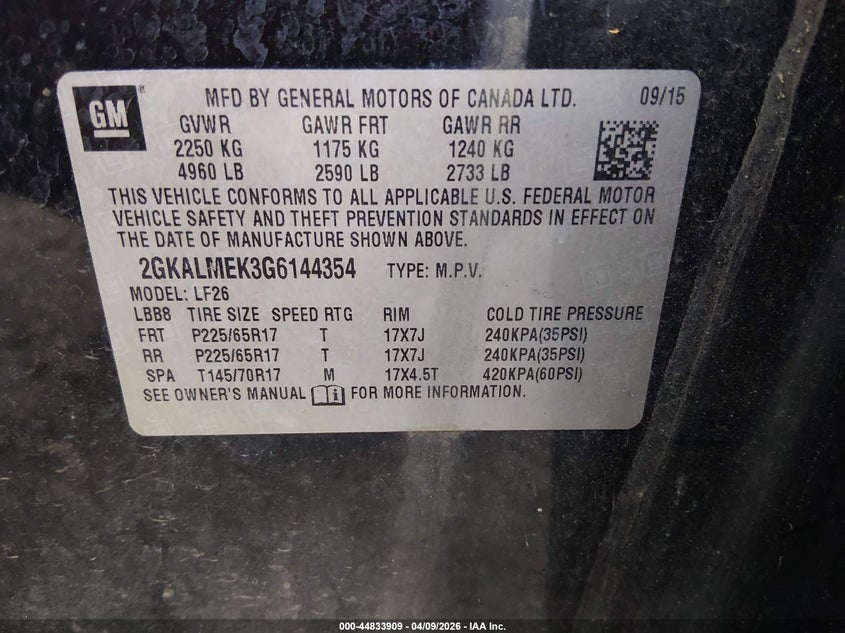 GM
MFD BY GENERAL MOTORS OF CANADA LTD. 09/15
GVWR GAWR FRT GAWR RR
2250 KG 1175 KG 1240 KG
4960 LB 2590 LB 2733 LB
THIS VEHICLE CONFORMS TO ALL APPLICABLE U.S. FEDERAL MOTOR
VEHICLE SAFETY AND THEFT PREVENTION STANDARDS IN EFFECT ON
THE DATE OF MANUFACTURE SHOWN ABOVE.
2GKALMEK3G6144354 TYPE: M.P.V.
MODEL: LF26
LBB8 TIRE SIZE SPEED RTG RIM COLD TIRE PRESSURE
FRT P225/65R17 T 17X7J 240KPA(35PSI)
RR P225/65R17 T 17X7J 240KPA(35PSI)
SPA T145/70R17 M 17X4.5T 420KPA(60PSI)
SEE OWNER'S MANUAL i FOR MORE INFORMATION.
000-44833909 | 04/09/2026 | IAA Inc.